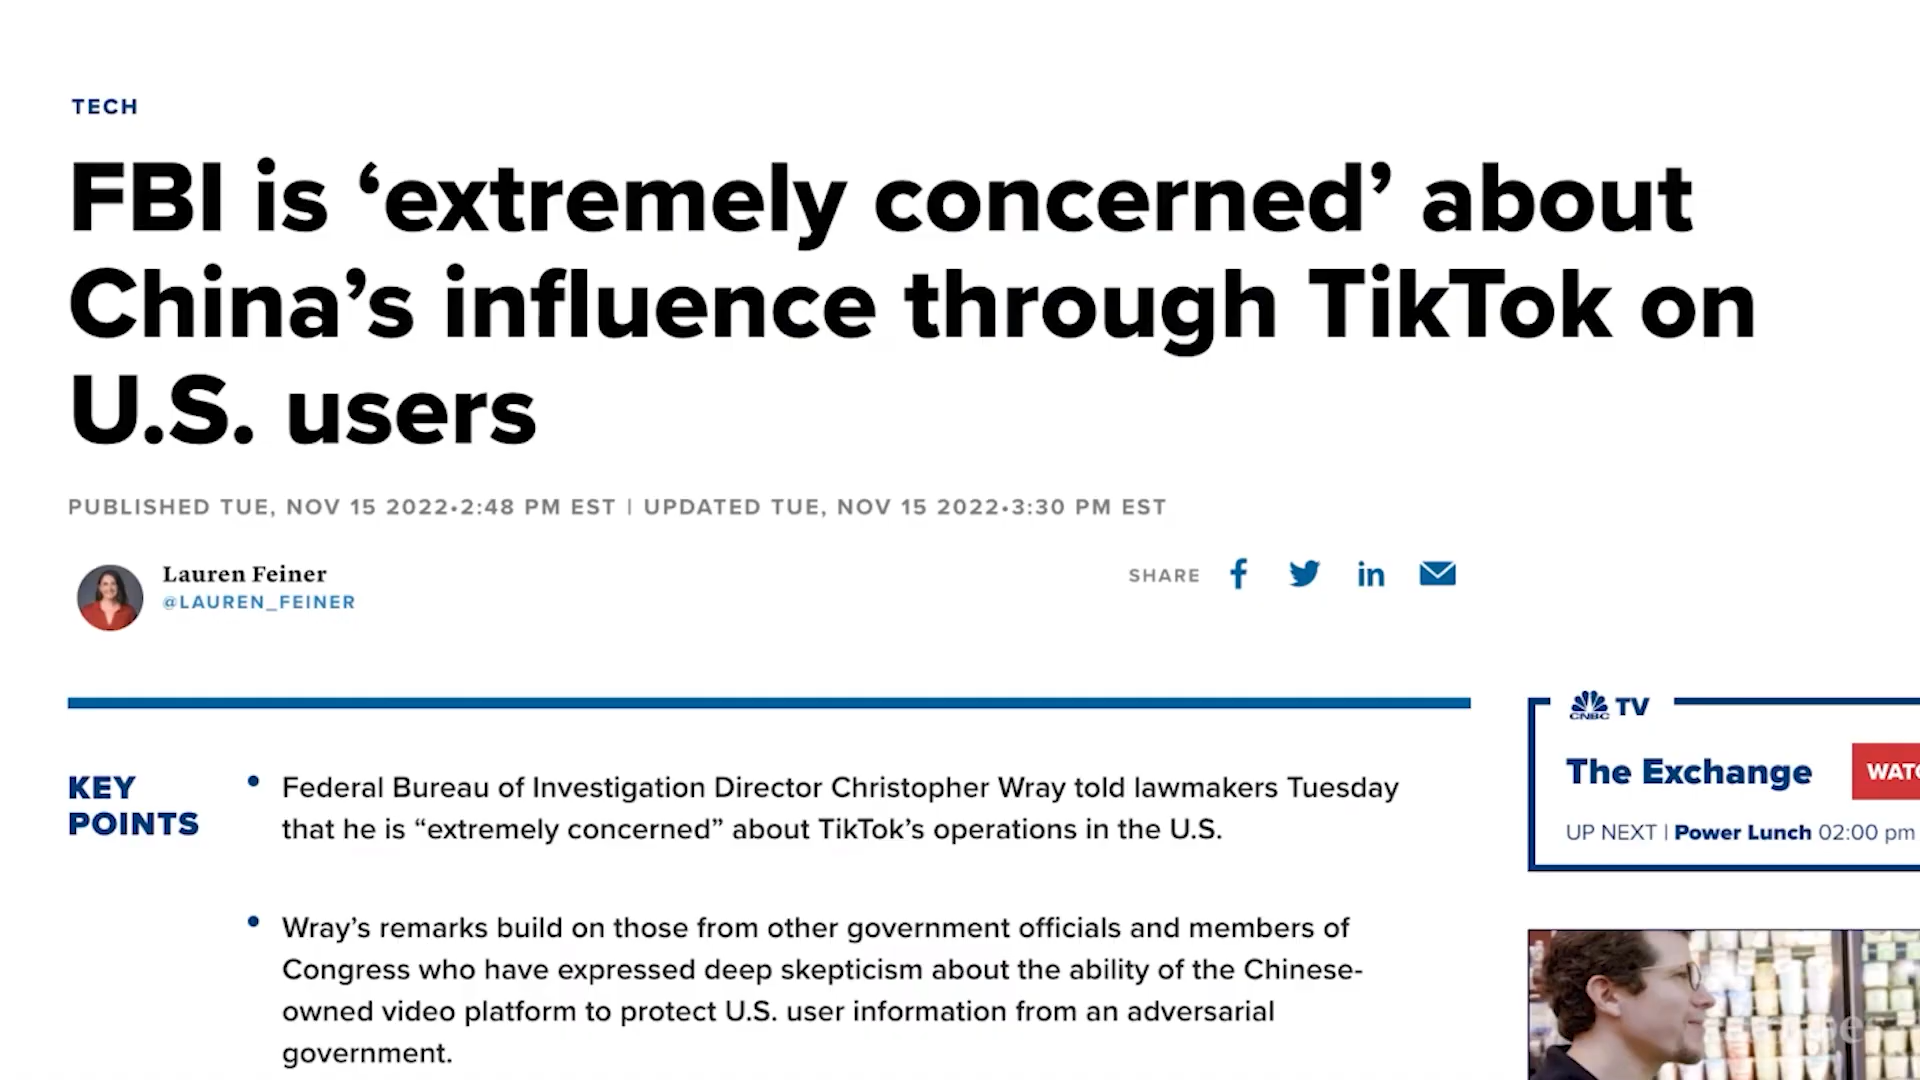 TECH
FBI is ‘extremely concerned’ about
China’s influence through TikTok on
U.S. users
PUBLISHED TUE, NOV 15 2022•2:48 PM EST | UPDATED TUE, NOV 15 2022•3:30 PM EST
Lauren Feiner
@LAUREN_FEINER
SHARE
KEY
POINTS
• Federal Bureau of Investigation Director Christopher Wray told lawmakers Tuesday
that he is “extremely concerned” about TikTok’s operations in the U.S.
• Wray’s remarks build on those from other government officials and members of
Congress who have expressed deep skepticism about the ability of the Chinese-
owned video platform to protect U.S. user information from an adversarial
government.
CNBC TV
The Exchange
WATC
UP NEXT | Power Lunch 02:00 pm